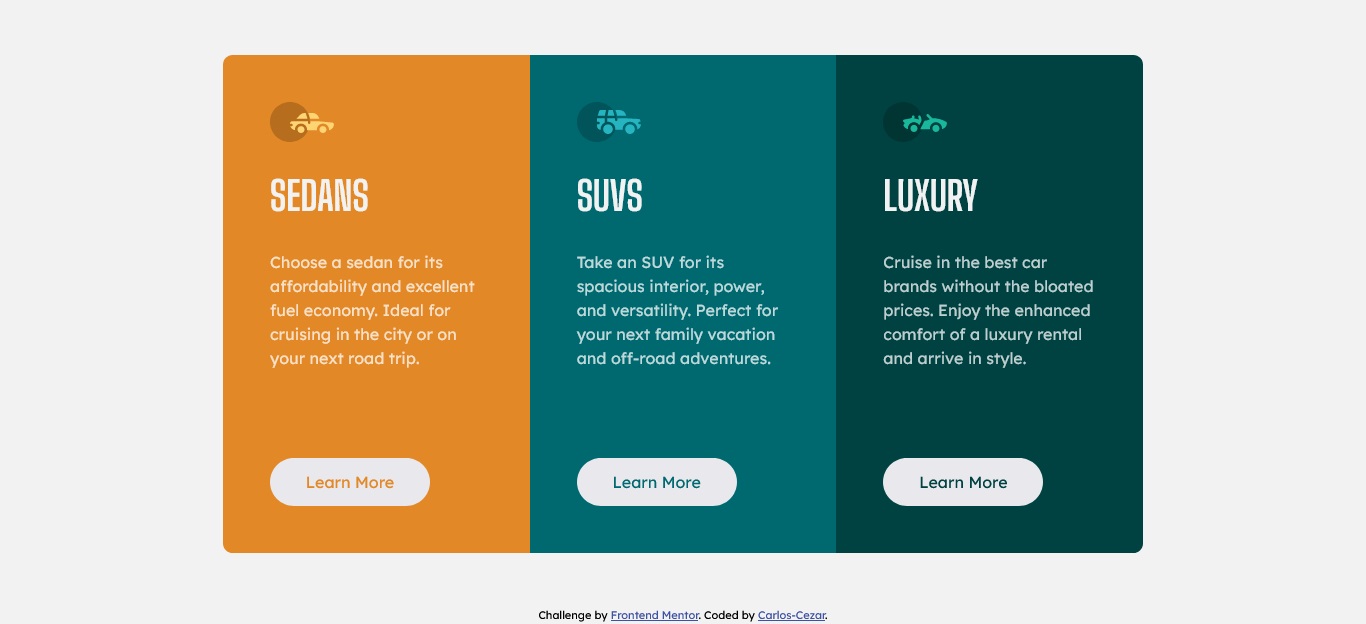 SEDANS
Choose a sedan for its
affordability and excellent
fuel economy. Ideal for
cruising in the city or on
your next road trip.
Learn More
SUVS
Take an SUV for its
spacious interior, power,
and versatility. Perfect for
your next family vacation
and off-road adventures.
Learn More
LUXURY
Cruise in the best car
brands without the bloated
prices. Enjoy the enhanced
comfort of a luxury rental
and arrive in style.
Learn More
Challenge by Frontend Mentor. Coded by Carlos-Cezar.